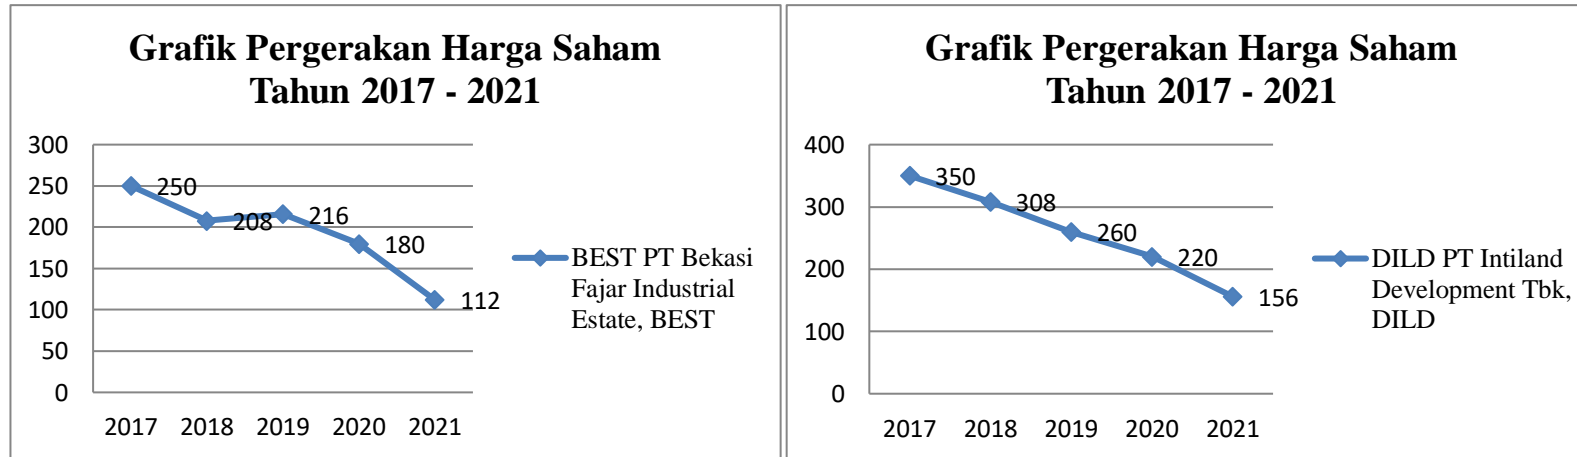 Grafik Pergerakan Harga Saham
Tahun 2017 - 2021
300
250
200
150
100
50
0
250
208
216
180
112
2017 2018 2019 2020 2021
BEST PT Bekasi
Fajar Industrial
Estate, BEST
Grafik Pergerakan Harga Saham
Tahun 2017 - 2021
400
300
200
100
0
350
308
260
220
156
2017 2018 2019 2020 2021
DILD PT Intiland
Development Tbk,
DILD